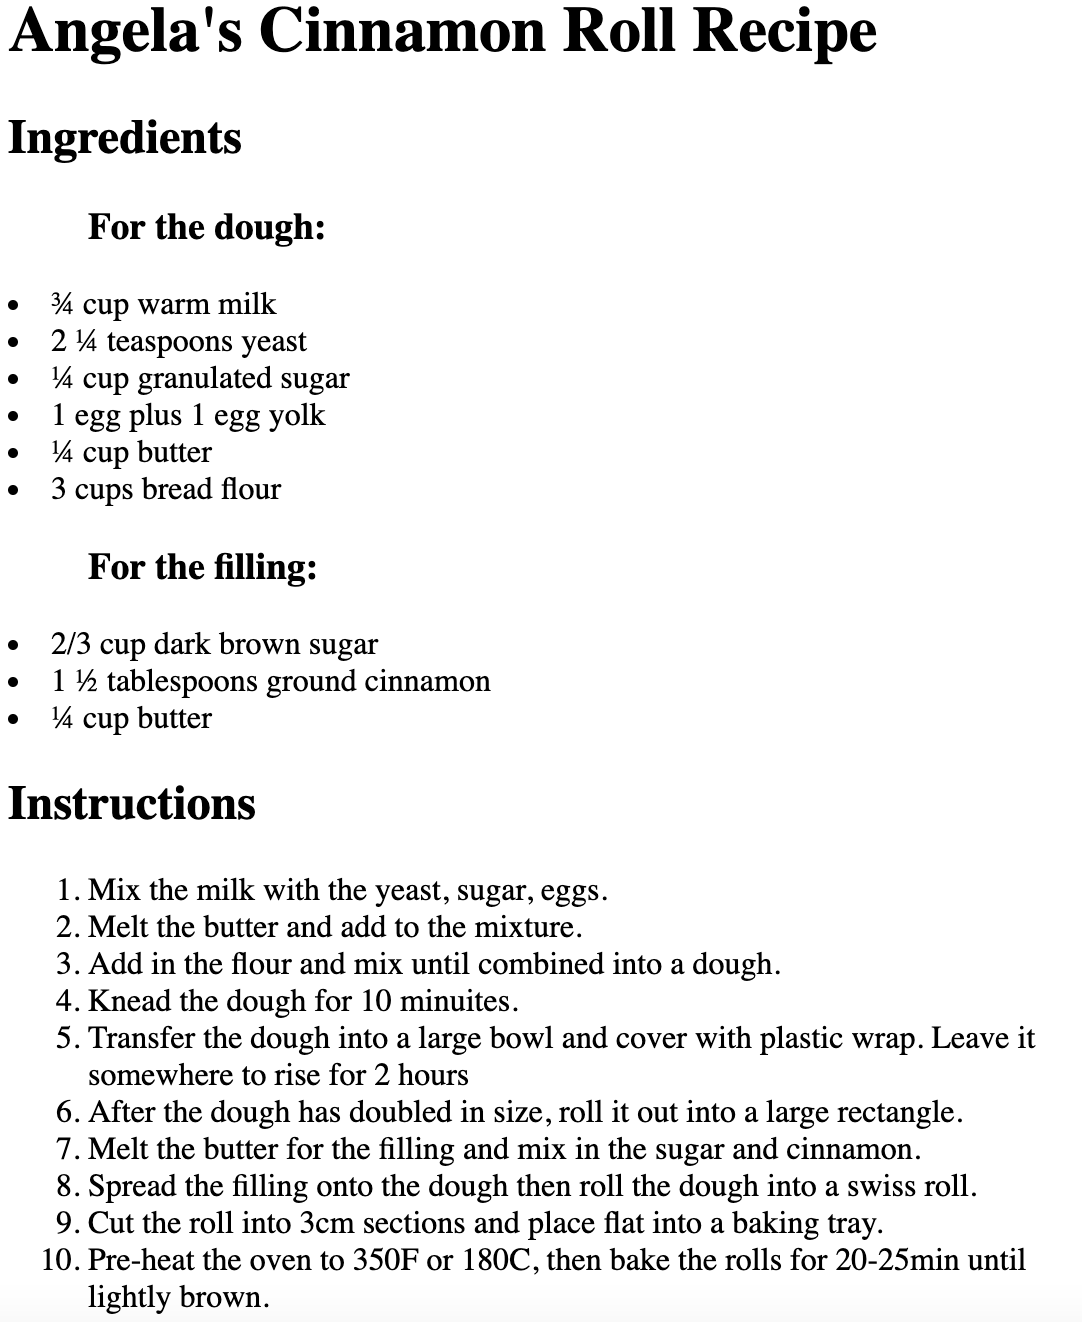 Angela's Cinnamon Roll Recipe
Ingredients
For the dough:
• ¾ cup warm milk
• 2 ¼ teaspoons yeast
• ¼ cup granulated sugar
• 1 egg plus 1 egg yolk
• ¼ cup butter
• 3 cups bread flour
For the filling:
• 2/3 cup dark brown sugar
• 1 ½ tablespoons ground cinnamon
• ¼ cup butter
Instructions
1. Mix the milk with the yeast, sugar, eggs.
2. Melt the butter and add to the mixture.
3. Add in the flour and mix until combined into a dough.
4. Knead the dough for 10 minuites.
5. Transfer the dough into a large bowl and cover with plastic wrap. Leave it
somewhere to rise for 2 hours
6. After the dough has doubled in size, roll it out into a large rectangle.
7. Melt the butter for the filling and mix in the sugar and cinnamon.
8. Spread the filling onto the dough then roll the dough into a swiss roll.
9. Cut the roll into 3cm sections and place flat into a baking tray.
10. Pre-heat the oven to 350F or 180C, then bake the rolls for 20-25min until
lightly brown.